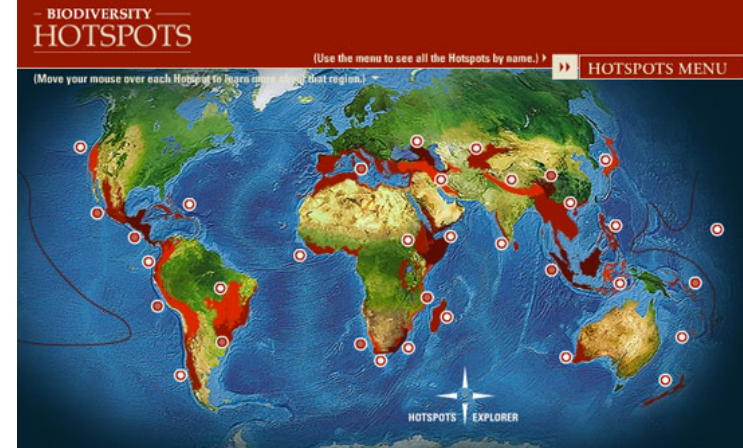 BIODIVERSITY
HOTSPOTS
(Use the menu to see all the Hotspots by name.)
HOTSPOTS MENU
(Move your mouse over each Hotspot to learn more about that region.)
HOTSPOTS EXPLORER